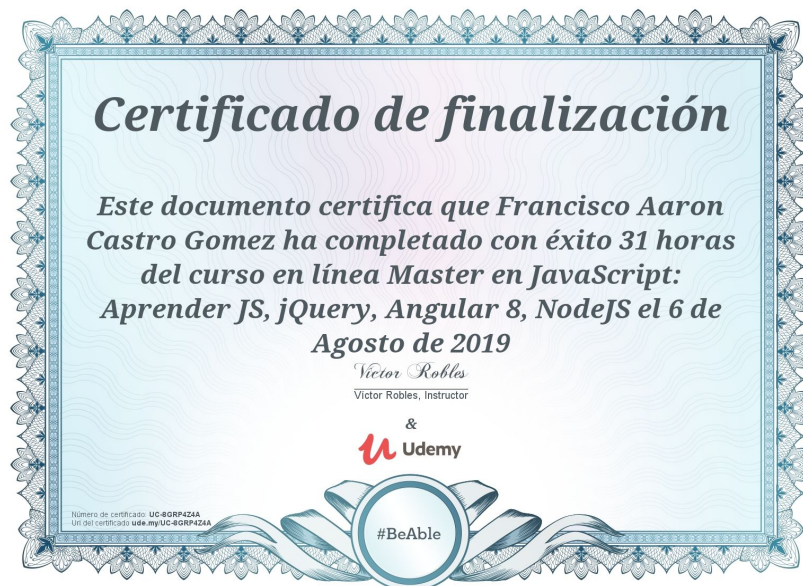 Certificado de finalización
Este documento certifica que Francisco Aaron
Castro Gomez ha completado con éxito 31 horas
del curso en línea Master en JavaScript:
Aprender JS, jQuery, Angular 8, NodeJS el 6 de
Agosto de 2019
Victor Robles
Víctor Robles, Instructor
&
Udemy
Número de certificado: UC-8GRP4Z4A
Url del certificado ude.my/UC-8GRP4Z4A
#BeAble